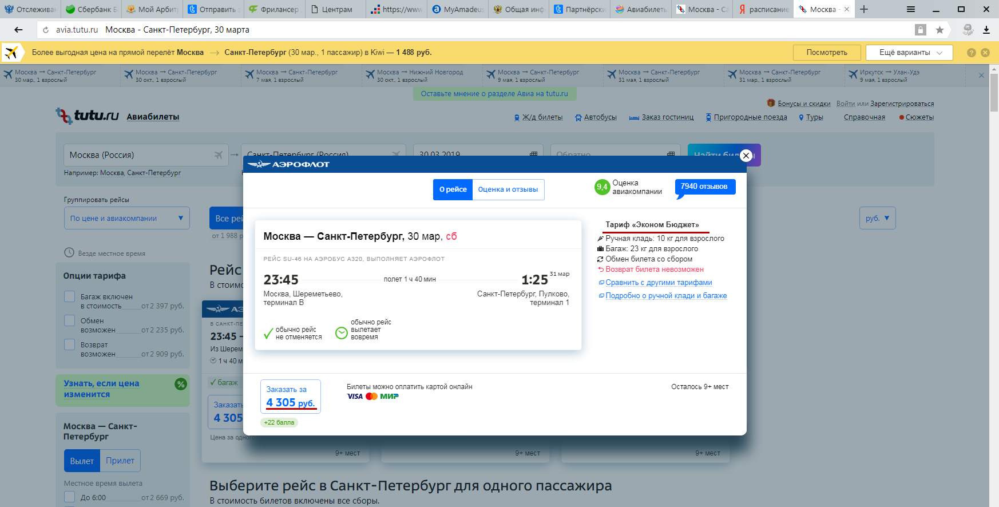 Отслежива
Сбербанк Б
Мой Арбит
Отправить з
Фрилансер
Центрам
https://www
MyAmadeus
Общая инф
Партнёрски
Авиабилеть
Москва - Са
расписание
Москва -
avia.tutu.ru Москва - Санкт-Петербург, 30 марта
Более выгодная цена на прямой перелёт Москва → Санкт-Петербург (30 мар., 1 пассажир) в Kiwi — 1 488 руб.
Посмотреть
Ещё варианты
Москва → Санкт-Петербург
30 мар., 1 взрослый
Москва → Санкт-Петербург
30 окт., 1 взрослый
Москва → Санкт-Петербург
7 мая, 1 взрослый
Москва → Нижний Новгород
30 окт., 1 взрослый
Москва → Санкт-Петербург
9 мая, 1 взрослый
Москва → Санкт-Петербург
31 мая, 1 взрослый
Москва → Санкт-Петербург
31 мар., 1 взрослый
Иркутск → Улан-Удэ
9 мая, 1 взрослый
Оставьте мнение о разделе Авиа на tutu.ru
Бонусы и скидки Войти или Зарегистрироваться
tutu.ru Авиабилеты
Ж/д билеты Автобусы Заказ гостиниц Пригородные поезда Туры Справочная Сюжеты
Москва (Россия) → Санкт-Петербург (Россия) 30.03.2019 Обратно Найти би
Например: Москва, Санкт-Петербург
Группировать рейсы
По цене и авиакомпании
Все рей
от 1 988 р
руб.
Везде местное время
Опции тарифа
Багаж включен
в стоимость от 2 397 руб.
Обмен
возможен от 2 235 руб.
Возврат
возможен от 2 909 руб.
Узнать, если цена
изменится
%
Москва — Санкт-
Петербург
Вылет Прилет
Местное время вылета
До 6:00 от 2 669 руб.
Рейс
В стоимо
АЭ
В САНКТ-ПЕ
23:45 –
Из Шерем
1 ч 40 м
багаж
Заказать
4 305
Цена за одног
9+ мест
9+ мест
9+ мест
АЭРОФЛОТ
О рейсе Оценка и отзывы
9,4
Оценка
авиакомпании
7940 отзывов
Москва — Санкт-Петербург, 30 мар, сб
РЕЙС SU-46 НА АЭРОБУС A320, ВЫПОЛНЯЕТ АЭРОФЛОТ
23:45 полет 1 ч 40 мин 1:25 31 мар
Москва, Шереметьево,
терминал B
Санкт-Петербург, Пулково,
терминал 1
обычно рейс
не отменяется
обычно рейс
вылетает
вовремя
Тариф «Эконом Бюджет»
Ручная кладь: 10 кг для взрослого
Багаж: 23 кг для взрослого
Обмен билета со сбором
Возврат билета невозможен
Сравнить с другими тарифами
Подробно о ручной клади и багаже
Заказать за
4 305 руб.
+22 балла
Билеты можно оплатить картой онлайн
VISA МИР
Осталось 9+ мест
Выберите рейс в Санкт-Петербург для одного пассажира
В стоимость билетов включены все сборы.